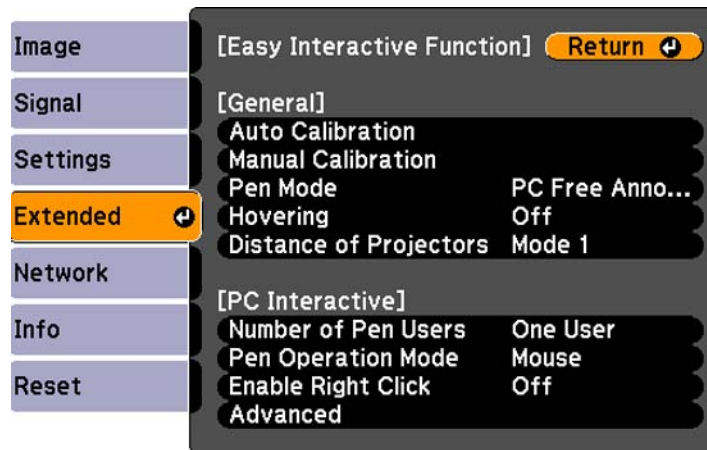 Image
Signal
Settings
Extended
Network
Info
Reset
[Easy Interactive Function] Return
[General]
Auto Calibration
Manual Calibration
Pen Mode PC Free Anno...
Hovering Off
Distance of Projectors Mode 1
[PC Interactive]
Number of Pen Users One User
Pen Operation Mode Mouse
Enable Right Click Off
Advanced